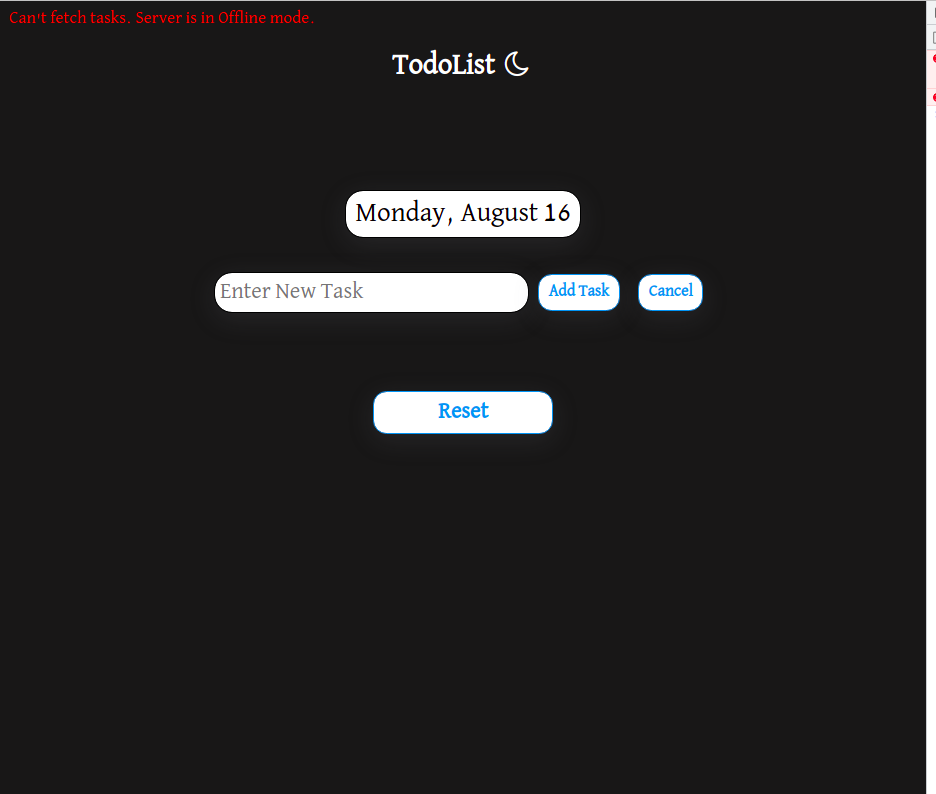 Can't fetch tasks. Server is in Offline mode.
TodoList
Monday, August 16
Enter New Task Add Task Cancel
Reset